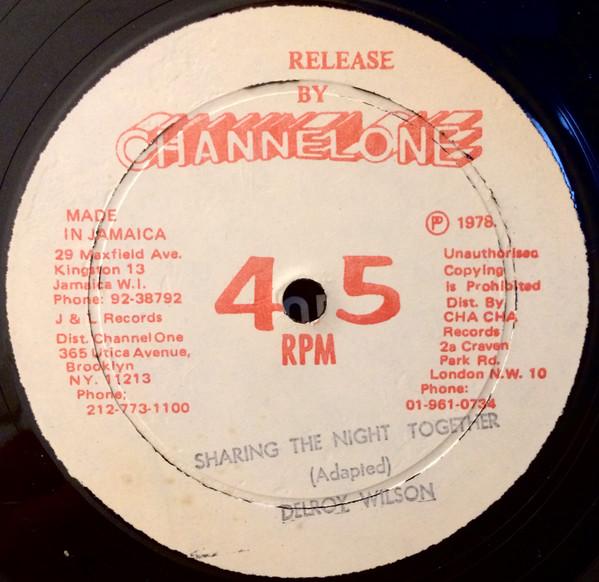 RELEASE
BY
CHANNEL ONE
MADE
IN JAMAICA
29 Maxfield Ave.
Kingston 13
Jamaica W.I.
Phone: 92-38792
J & I Records
Dist. Channel One
365 Utica Avenue,
Brooklyn
NY. 11213
Phone;
212-773-1100
℗ 1978.
Unauthorised
Copying
is Prohibited
Dist. By
CHA CHA
Records
2a Craven
Park Rd.
London N.W. 10
Phone:
01-961-0734
45
RPM
SHARING THE NIGHT TOGETHER
(Adapted)
DELROY WILSON